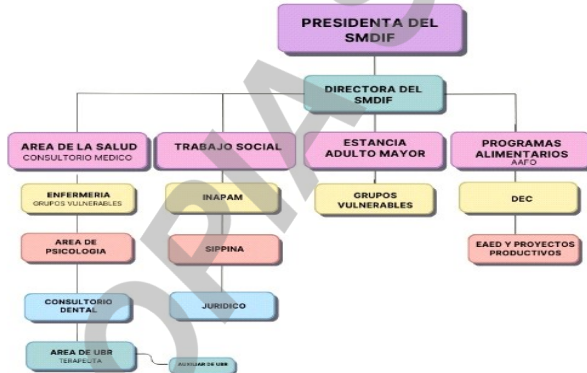 PRESIDENTA DEL
SMDIF
DIRECTORA DEL
SMDIF
AREA DE LA SALUD
CONSULTORIO MEDICO
TRABAJO SOCIAL
ESTANCIA
ADULTO MAYOR
PROGRAMAS
ALIMENTARIOS
AAFO
ENFERMERIA
GRUPOS VULNERABLES
INAPAM
GRUPOS
VULNERABLES
DEC
AREA DE
PSICOLOGIA
SIPPINA
EAED Y PROYECTOS
PRODUCTIVOS
CONSULTORIO
DENTAL
JURIDICO
AREA DE UBR
TERAPEUTA
AUXILIAR DE UBR